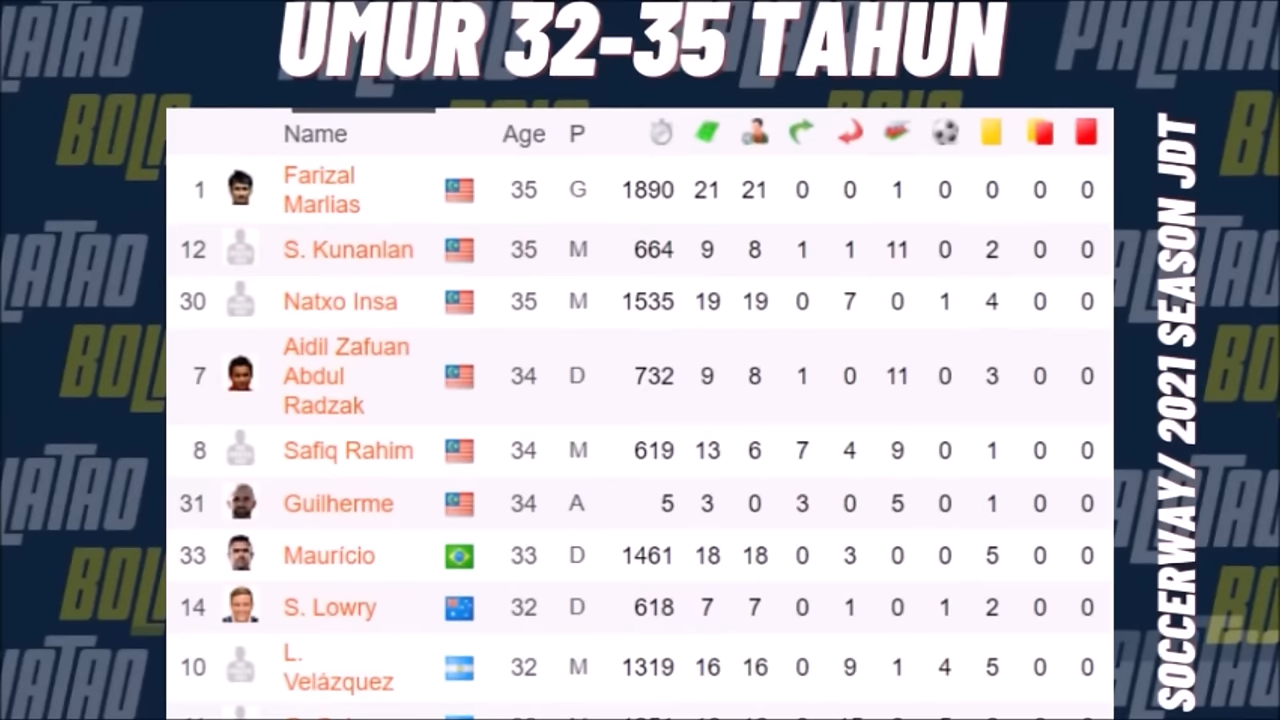 UMUR 32-35 TAHUN
Name Age P
1 Farizal Marlias 35 G 1890 21 21 0 0 1 0 0 0 0
12 S. Kunanlan 35 M 664 9 8 1 1 11 0 2 0 0
30 Natxo Insa 35 M 1535 19 19 0 7 0 1 4 0 0
7 Aidil Zafuan Abdul Radzak 34 D 732 9 8 1 0 11 0 3 0 0
8 Safiq Rahim 34 M 619 13 6 7 4 9 0 1 0 0
31 Guilherme 34 A 5 3 0 3 0 5 0 1 0 0
33 Maurício 33 D 1461 18 18 0 3 0 0 5 0 0
14 S. Lowry 32 D 618 7 7 0 1 0 1 2 0 0
10 L. Velázquez 32 M 1319 16 16 0 9 1 4 5 0 0
SOCCERWAY/ 2021 SEASON JDT